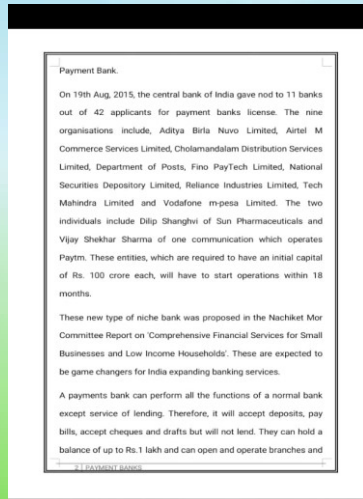 Payment Bank.
On 19th Aug, 2015, the central bank of India gave nod to 11 banks
out of 42 applicants for payment banks license. The nine
organisations include, Aditya Birla Nuvo Limited, Airtel M
Commerce Services Limited, Cholamandalam Distribution Services
Limited, Department of Posts, Fino PayTech Limited, National
Securities Depository Limited, Reliance Industries Limited, Tech
Mahindra Limited and Vodafone m-pesa Limited. The two
individuals include Dilip Shanghvi of Sun Pharmaceuticals and
Vijay Shekhar Sharma of one communication which operates
Paytm. These entities, which are required to have an initial capital
of Rs. 100 crore each, will have to start operations within 18
months.
These new type of niche bank was proposed in the Nachiket Mor
Committee Report on 'Comprehensive Financial Services for Small
Businesses and Low Income Households'. These are expected to
be game changers for India expanding banking services.
A payments bank can perform all the functions of a normal bank
except service of lending. Therefore, it will accept deposits, pay
bills, accept cheques and drafts but will not lend. They can hold a
balance of up to Rs.1 lakh and can open and operate branches and
2 | PAYMENT BANKS